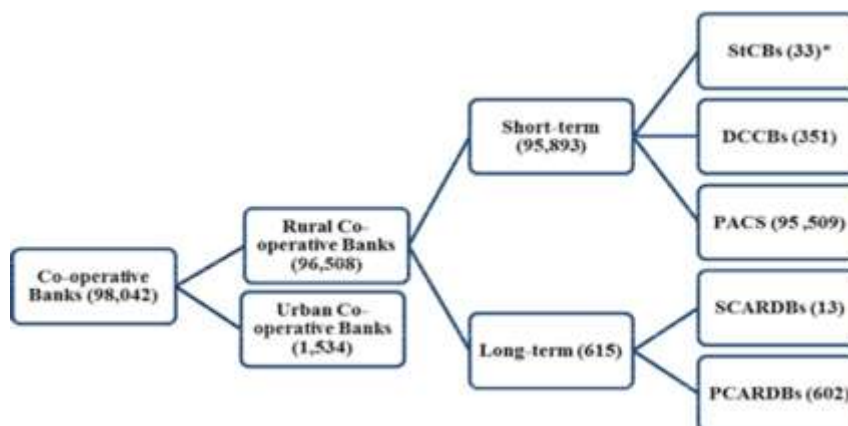 StCBs (33)*
Short-term
(95,893)
DCCBs (351)
Rural Co-
operative Banks
(96,508)
PACS (95,509)
Co-operative
Banks (98,042)
Urban Co-
operative Banks
(1,534)
SCARDBs (13)
Long-term (615)
PCARDBs (602)